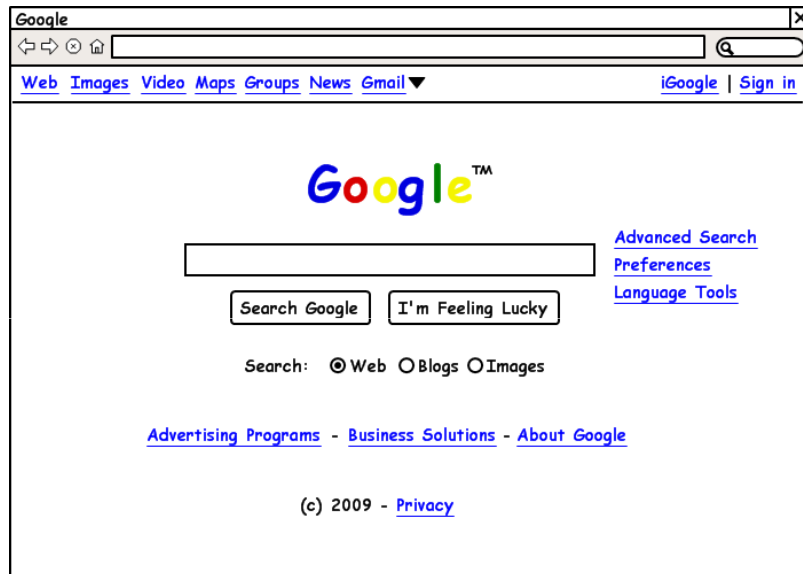 Google
Web Images Video Maps Groups News Gmail iGoogle | Sign in
Google™
Advanced Search
Preferences
Language Tools
Search Google I'm Feeling Lucky
Search: Web Blogs Images
Advertising Programs - Business Solutions - About Google
(c) 2009 - Privacy